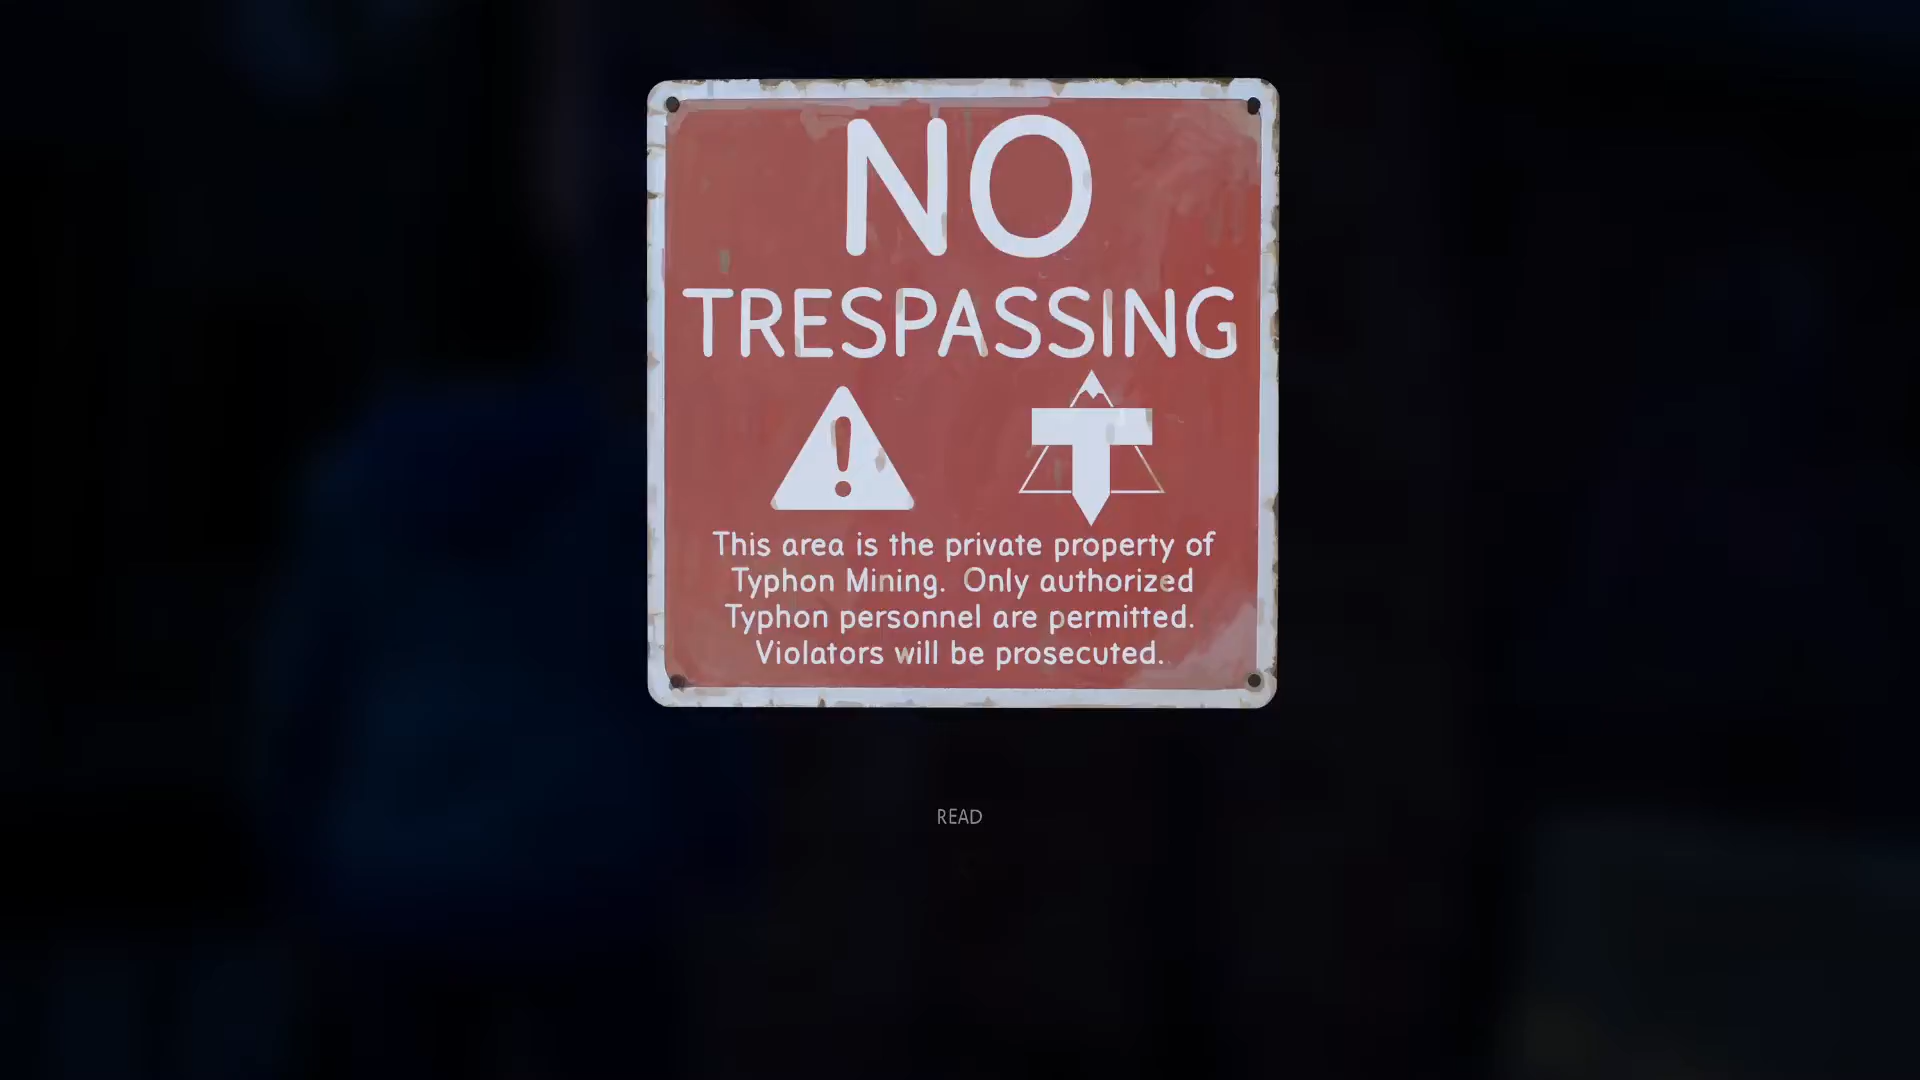 NO
TRESPASSING
This area is the private property of
Typhon Mining. Only authorized
Typhon personnel are permitted.
Violators will be prosecuted.
READ